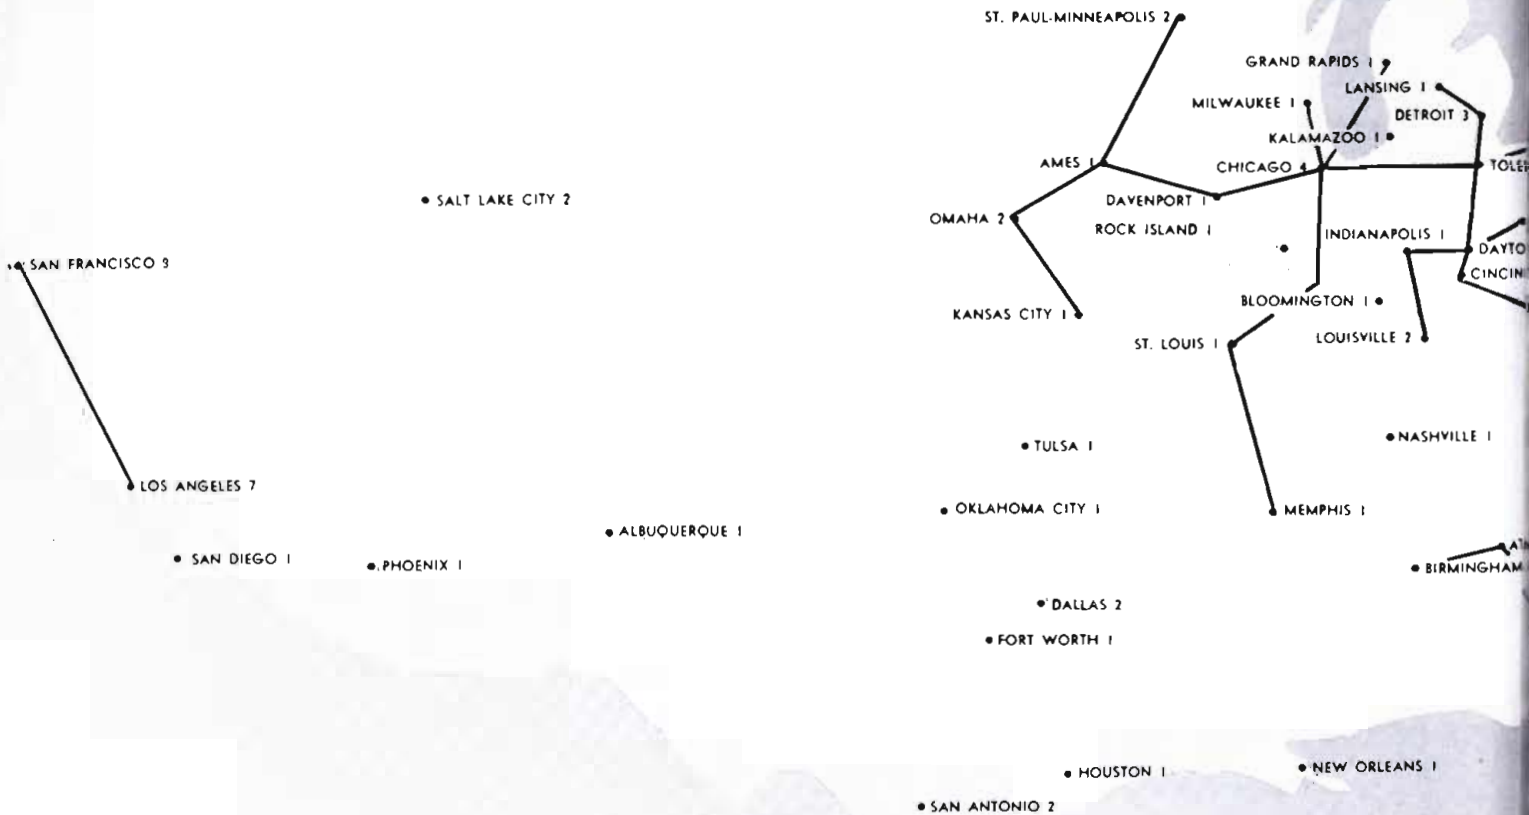 ST. PAUL-MINNEAPOLIS 2
GRAND RAPIDS 1
LANSING 1
MILWAUKEE 1
DETROIT 3
KALAMAZOO 1
AMES 1
CHICAGO 4
SALT LAKE CITY 2
DAVENPORT 1
OMAHA 2
ROCK ISLAND 1
INDIANAPOLIS 1
SAN FRANCISCO 3
BLOOMINGTON 1
KANSAS CITY 1
ST. LOUIS 1
LOUISVILLE 2
NASHVILLE 1
TULSA 1
LOS ANGELES 7
OKLAHOMA CITY 1
MEMPHIS 1
ALBUQUERQUE 1
SAN DIEGO 1
PHOENIX 1
BIRMINGHAM
DALLAS 2
FORT WORTH 1
HOUSTON 1
NEW ORLEANS 1
SAN ANTONIO 2